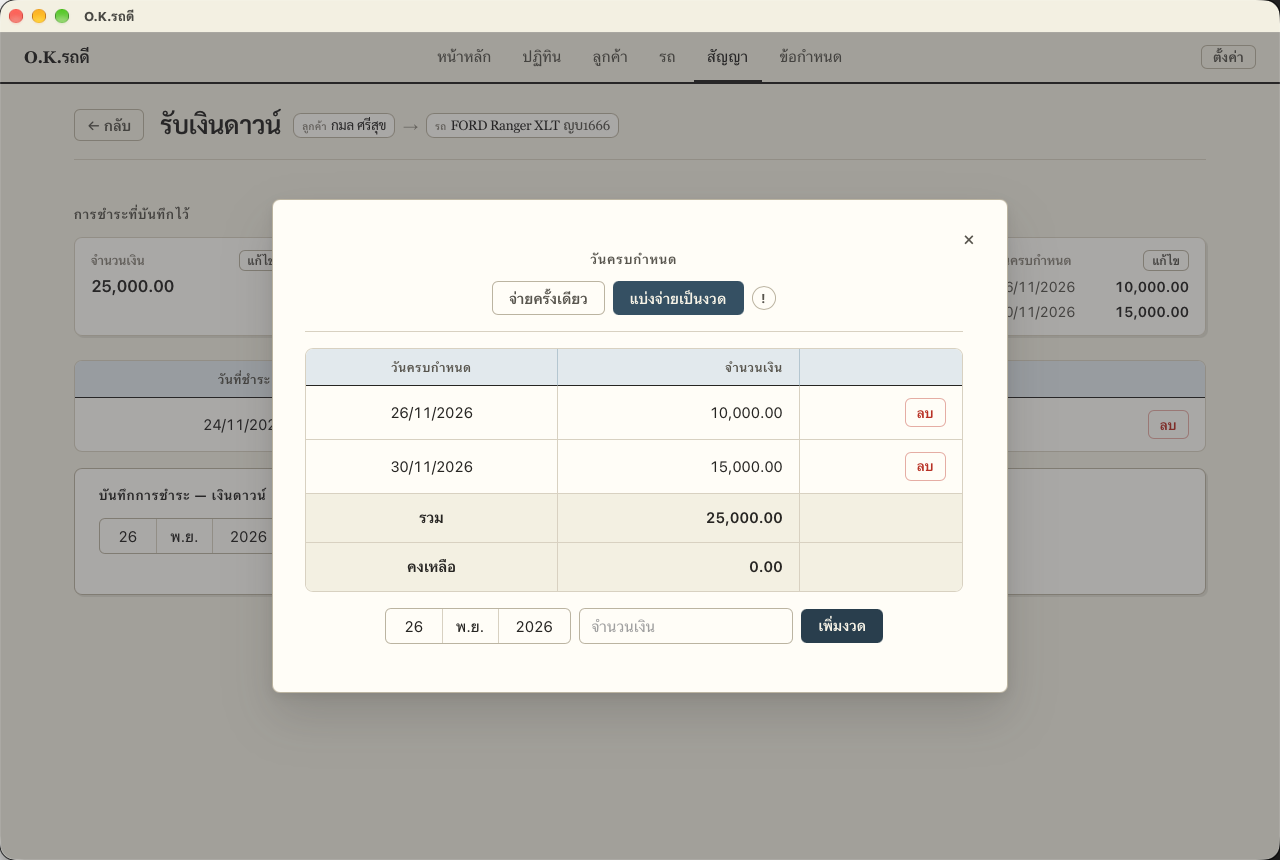 O.K.รถดี
O.K.รถดี หน้าหลัก ปฏิทิน ลูกค้า รถ สัญญา ข้อกำหนด ตั้งค่า
← กลับ รับเงินดาวน์ ลูกค้า กมล ศรีสุข → รถ FORD Ranger XLT ญบ1666
การชำระที่บันทึกไว้
จำนวนเงิน แก้ไข
25,000.00
ครบกำหนด แก้ไข
/11/2026 10,000.00
/11/2026 15,000.00
วันที่ชำระ
24/11/202
ลบ
บันทึกการชำระ — เงินดาวน์
26 พ.ย. 2026
×
วันครบกำหนด
จ่ายครั้งเดียว แบ่งจ่ายเป็นงวด !
วันครบกำหนด จำนวนเงิน
26/11/2026 10,000.00 ลบ
30/11/2026 15,000.00 ลบ
รวม 25,000.00
คงเหลือ 0.00
26 พ.ย. 2026 จำนวนเงิน เพิ่มงวด